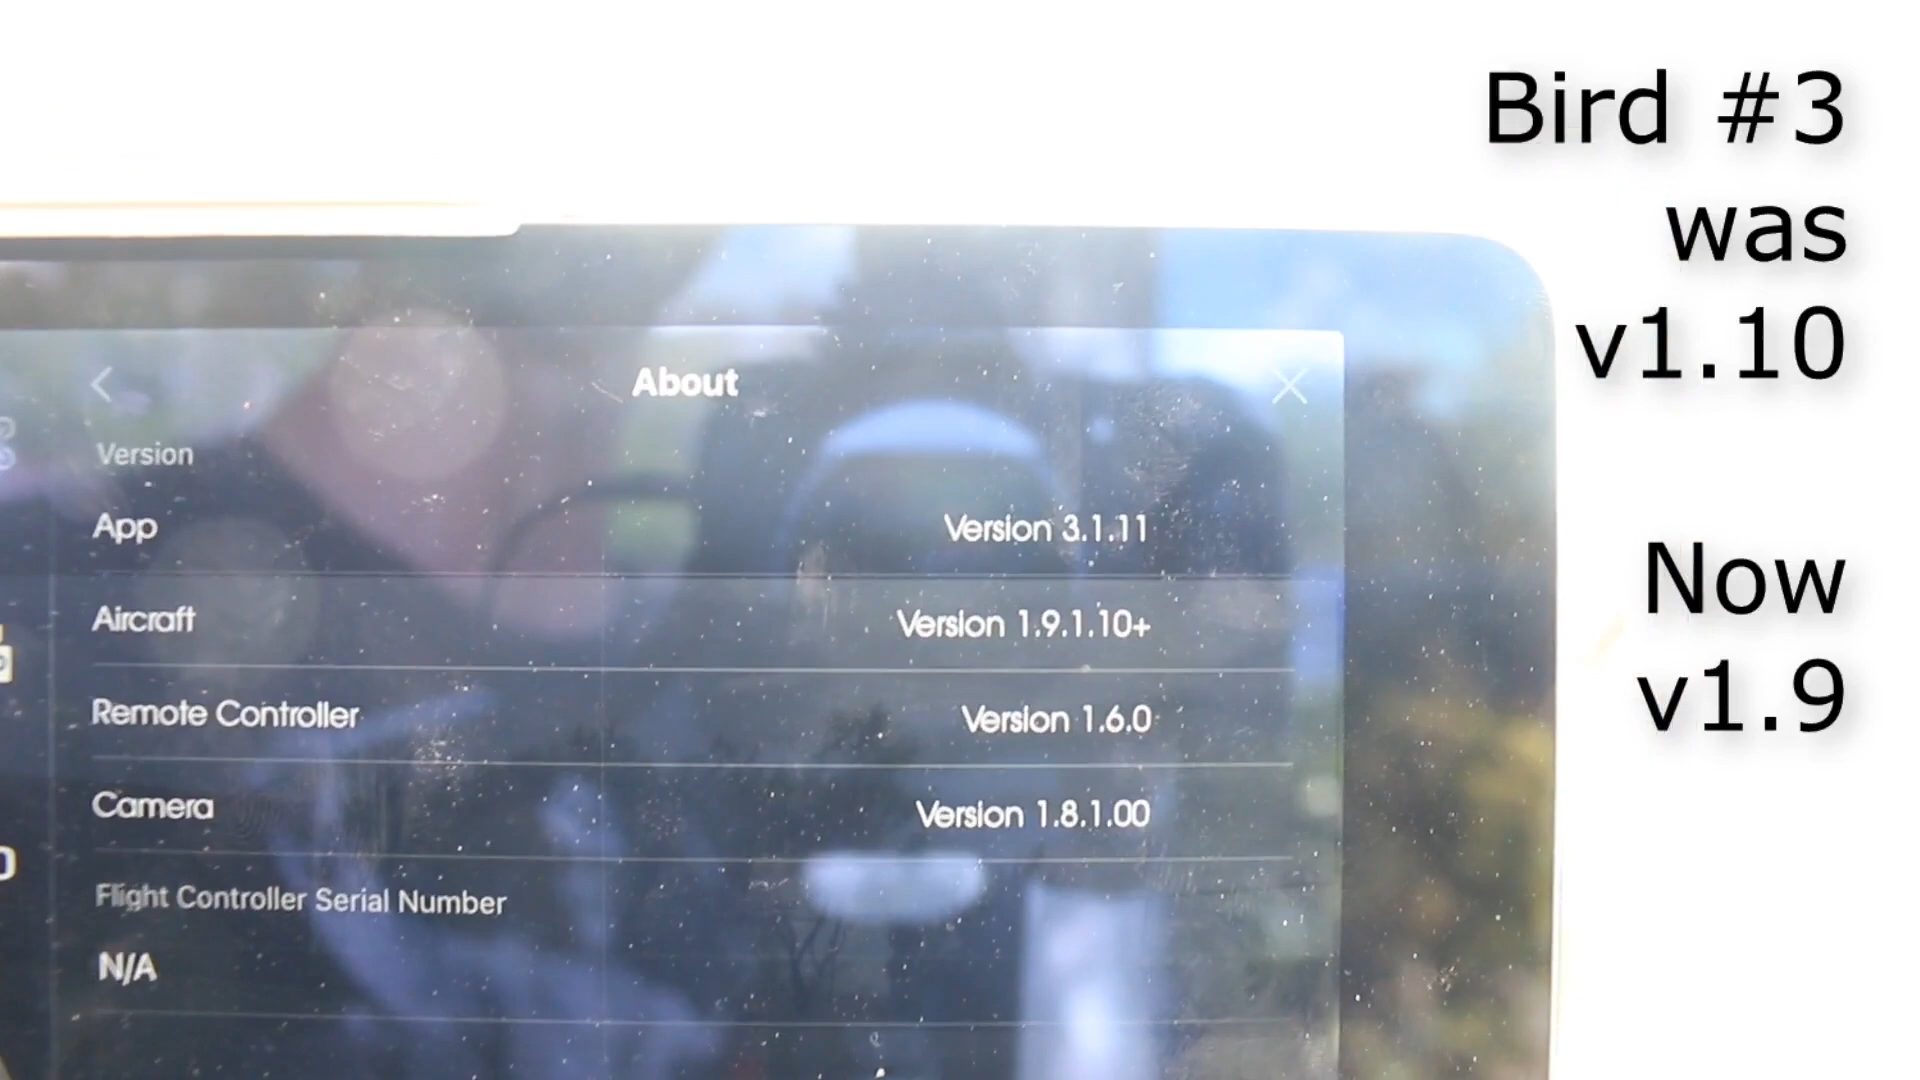 Bird #3
was
v1.10
Now
v1.9
About
Version
App Version 3.1.11
Aircraft Version 1.9.1.10+
Remote Controller Version 1.6.0
Camera Version 1.8.1.00
Flight Controller Serial Number
N/A